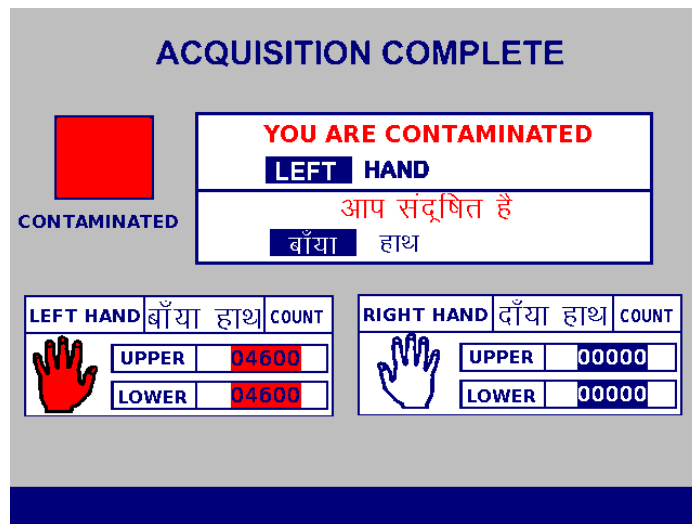 ACQUISITION COMPLETE
YOU ARE CONTAMINATED
LEFT HAND
आप संदूषित है
बाँया हाथ
CONTAMINATED
LEFT HAND बाँया हाथ COUNT
UPPER 04600
LOWER 04600
RIGHT HAND दाँया हाथ COUNT
UPPER 00000
LOWER 00000